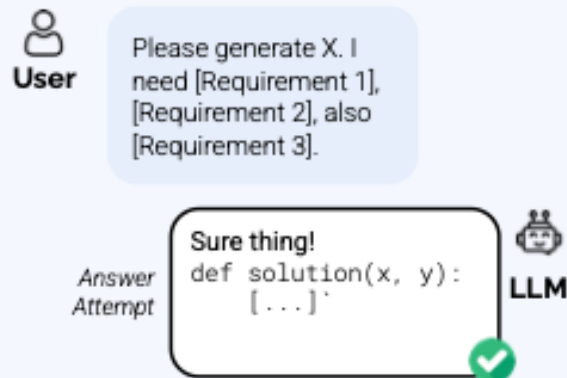 User
Please generate X. I
need [Requirement 1],
[Requirement 2], also
[Requirement 3].
Answer
Attempt
Sure thing!
def solution(x, y):
[...]`
LLM